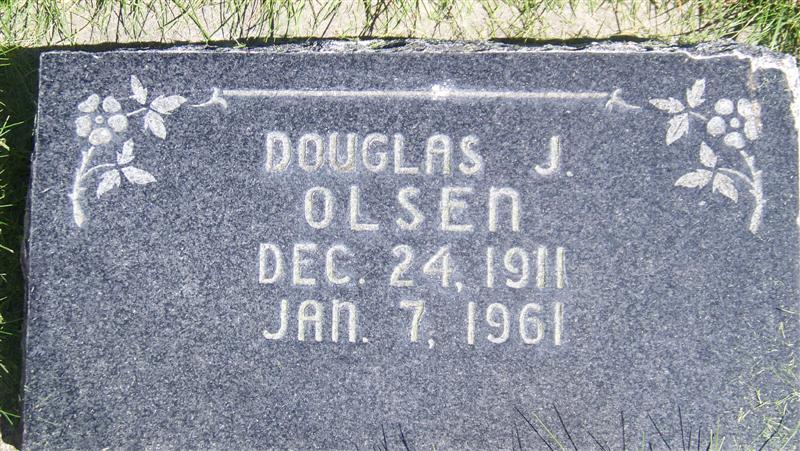 DOUGLAS J.
OLSEN
DEC. 24, 1911
JAN. 7, 1961